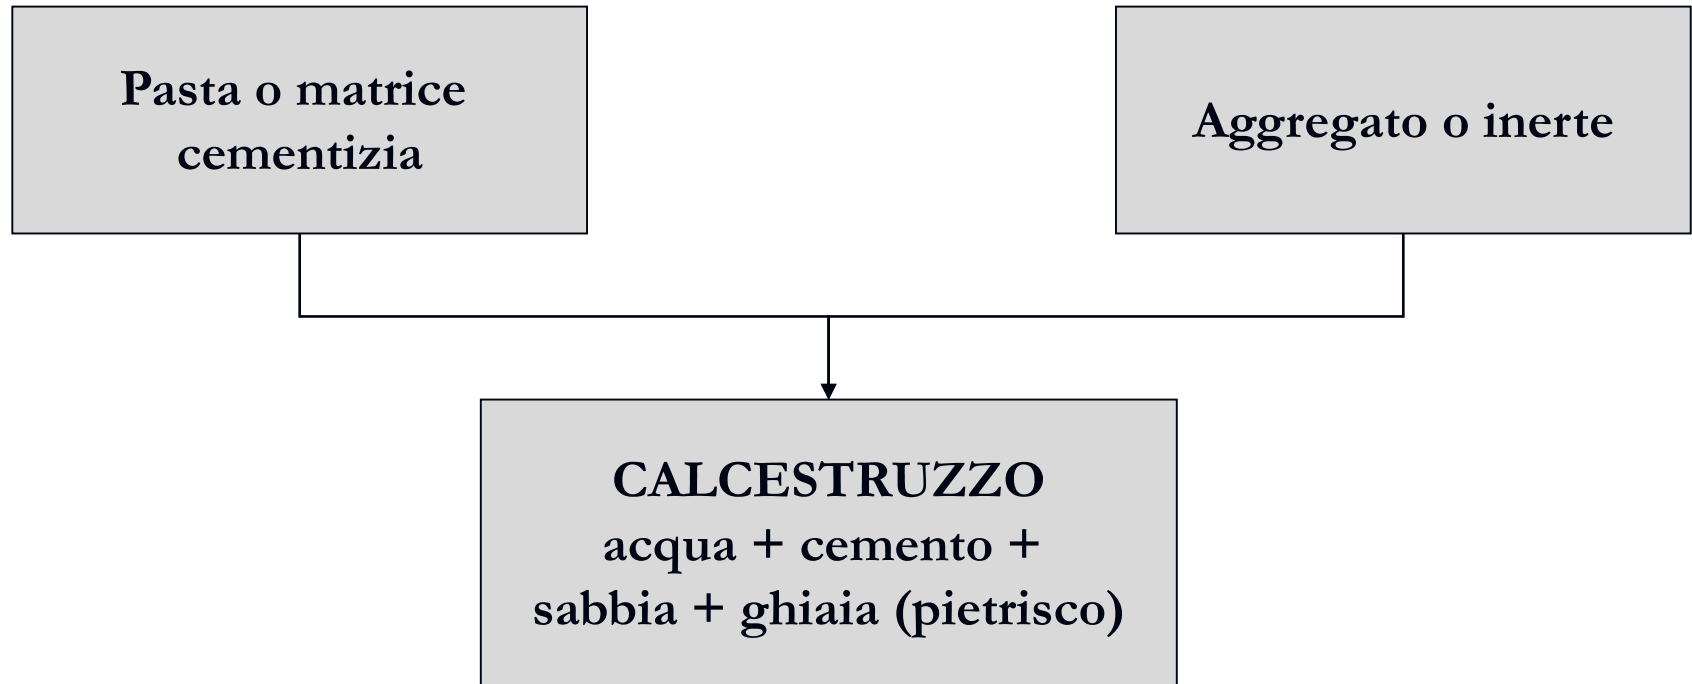 Pasta o matrice
cementizia
Aggregato o inerte
CALCESTRUZZO
acqua + cemento +
sabbia + ghiaia (pietrisco)